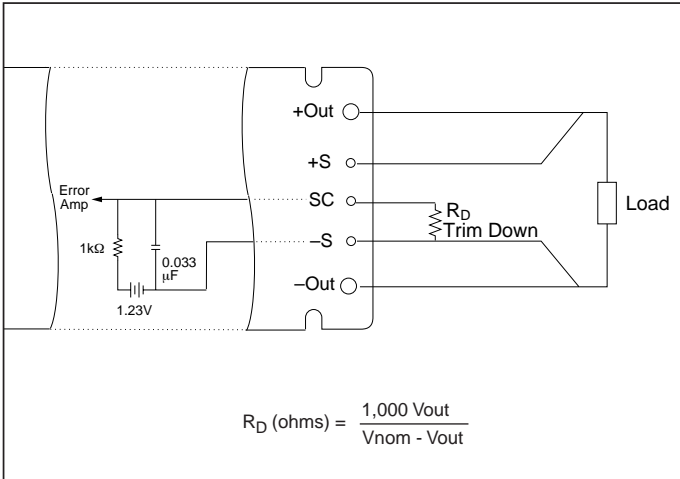 +Out
+S
Error
Amp
SC
R_D
Trim Down
Load
1kΩ
0.033
µF
–S
–Out
1.23V
R_D (ohms) = 1,000 Vout / Vnom - Vout